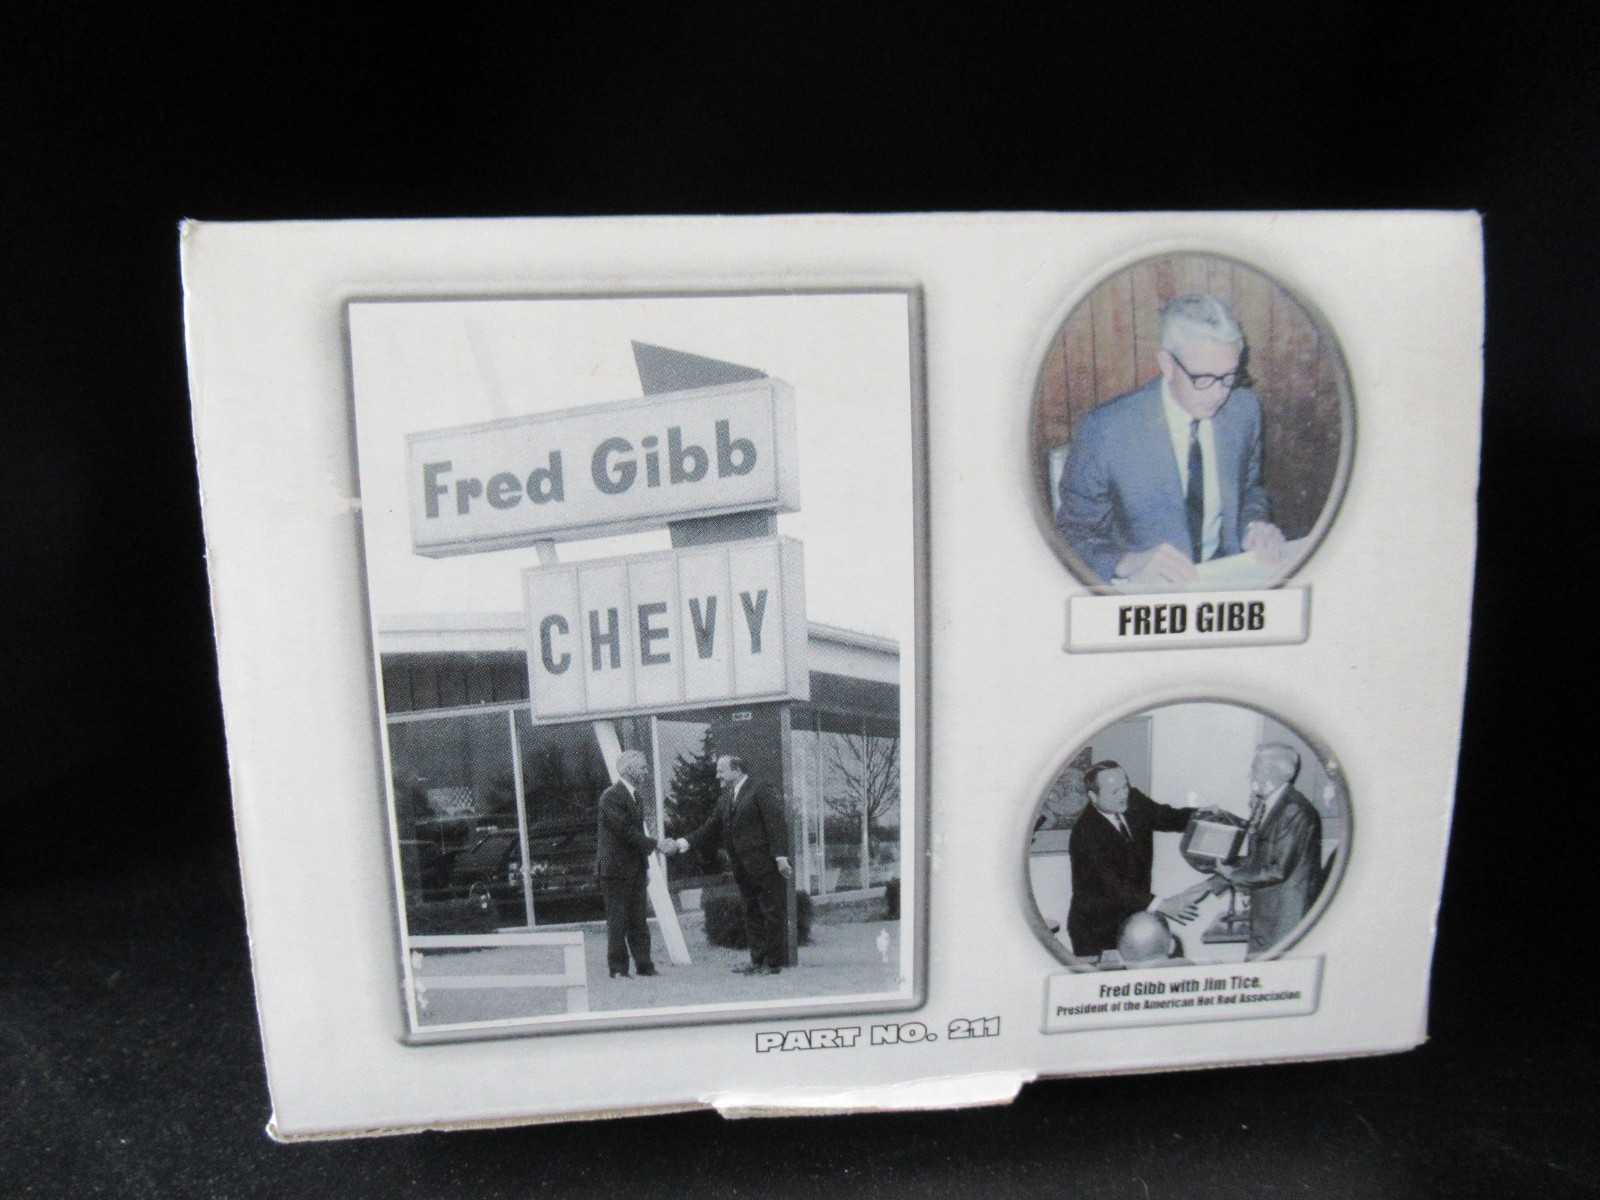 Fred Gibb
CHEVY
FRED GIBB
Fred Gibb with Jim Tice,
President of the American Hot Rod Association
PART NO. 211